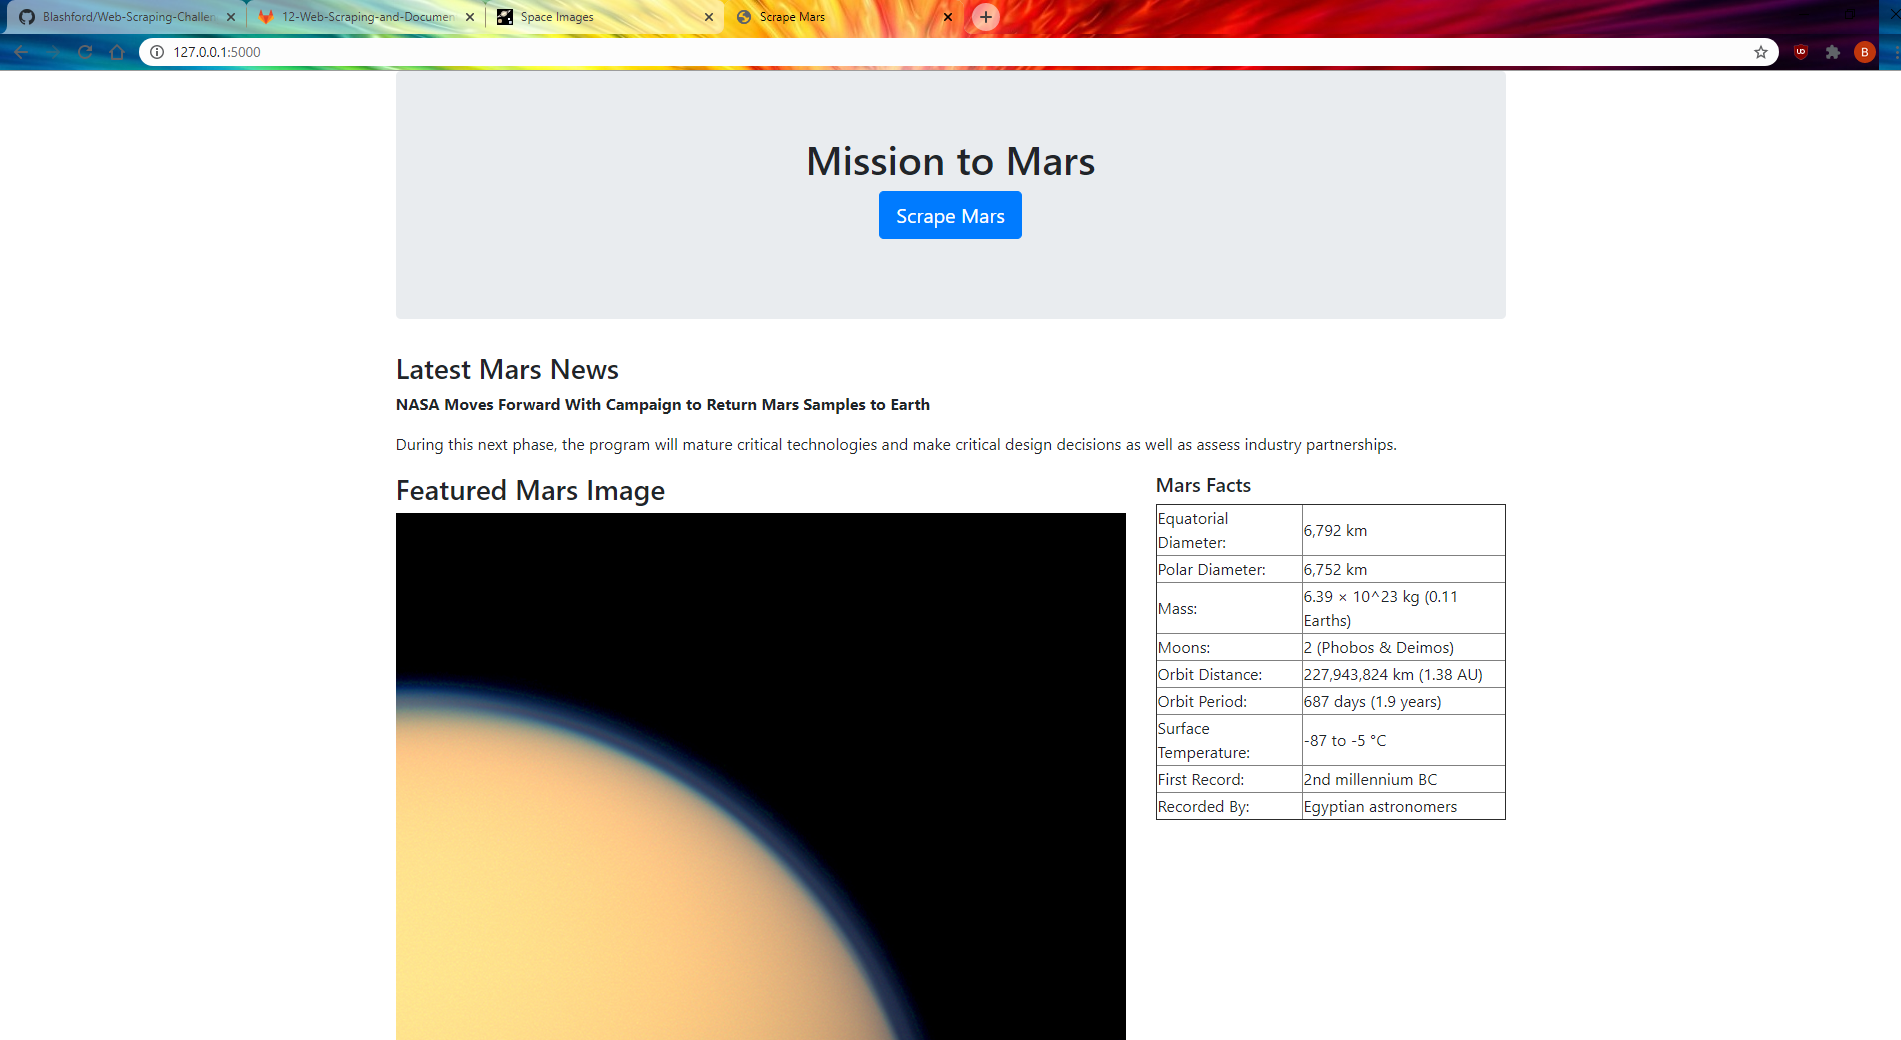 Blashford/Web-Scraping-Challen
12-Web-Scraping-and-Documen
Space Images
Scrape Mars
127.0.0.1:5000
UD
B
Mission to Mars
Scrape Mars
Latest Mars News
NASA Moves Forward With Campaign to Return Mars Samples to Earth
During this next phase, the program will mature critical technologies and make critical design decisions as well as assess industry partnerships.
Featured Mars Image
Mars Facts
Equatorial
Diameter:
6,792 km
Polar Diameter:
6,752 km
Mass:
6.39 × 10^23 kg (0.11
Earths)
Moons:
2 (Phobos & Deimos)
Orbit Distance:
227,943,824 km (1.38 AU)
Orbit Period:
687 days (1.9 years)
Surface
Temperature:
-87 to -5 °C
First Record:
2nd millennium BC
Recorded By:
Egyptian astronomers